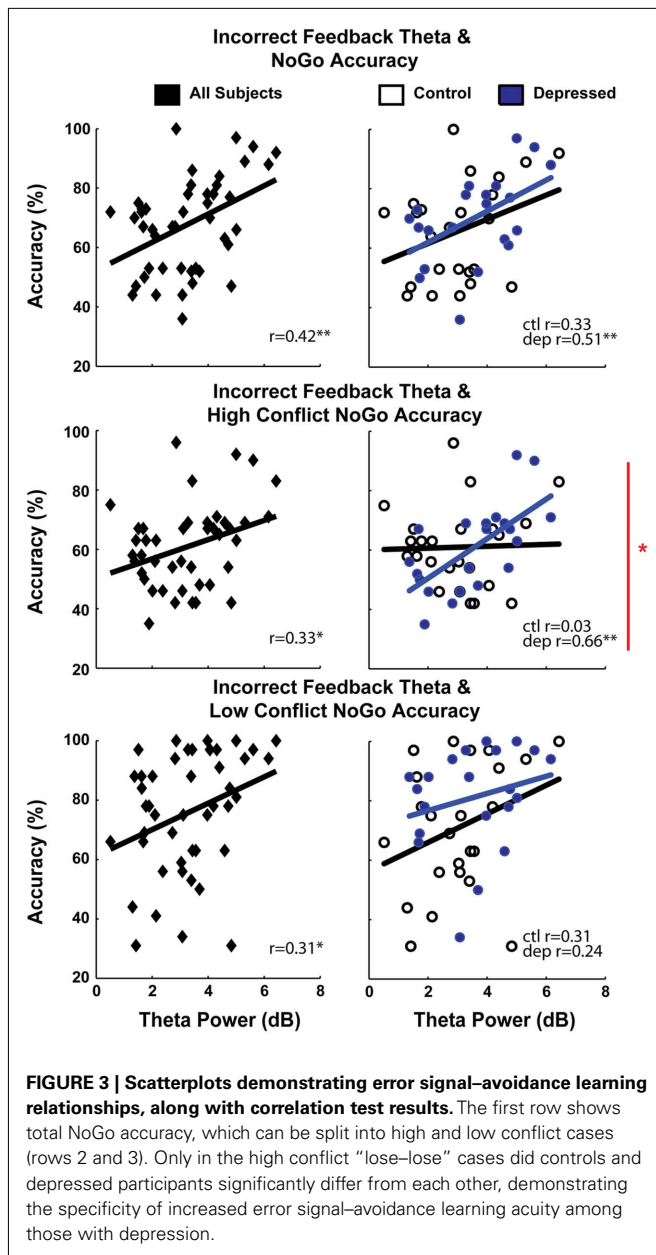 Incorrect Feedback Theta &
NoGo Accuracy
All Subjects
Control
Depressed
Accuracy (%)
100
80
60
40
20
r=0.42**
ctl r=0.33
dep r=0.51**
Incorrect Feedback Theta &
High Conflict NoGo Accuracy
Accuracy (%)
100
80
60
40
20
r=0.33*
ctl r=0.03
dep r=0.66**
*
Incorrect Feedback Theta &
Low Conflict NoGo Accuracy
Accuracy (%)
100
80
60
40
20
r=0.31*
ctl r=0.31
dep r=0.24
0 2 4 6 8
0 2 4 6 8
Theta Power (dB)
Theta Power (dB)
FIGURE 3 | Scatterplots demonstrating error signal–avoidance learning
relationships, along with correlation test results. The first row shows
total NoGo accuracy, which can be split into high and low conflict cases
(rows 2 and 3). Only in the high conflict “lose–lose” cases did controls and
depressed participants significantly differ from each other, demonstrating
the specificity of increased error signal–avoidance learning acuity among
those with depression.